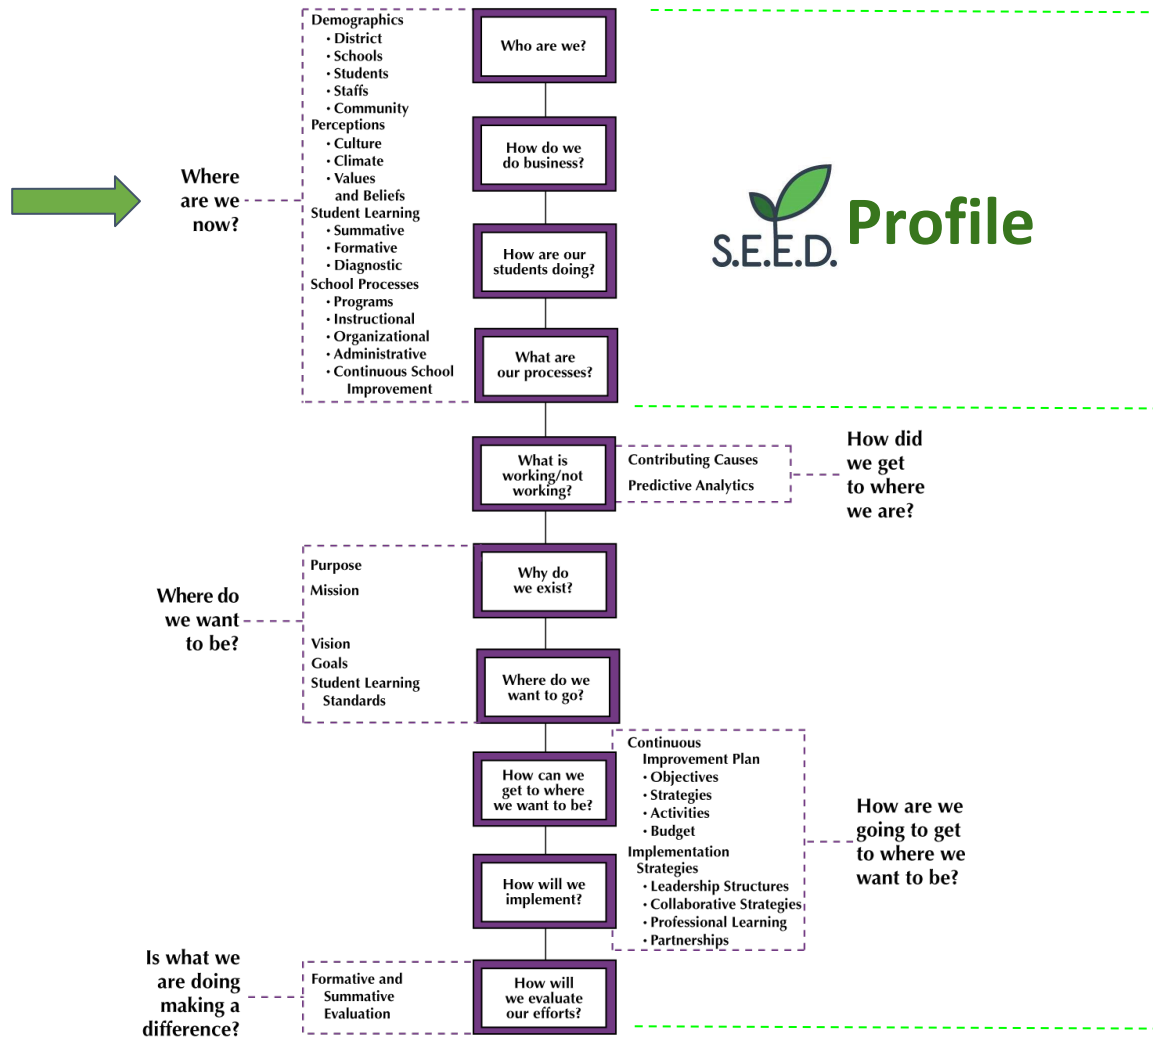 Where
are we
now?
Demographics
• District
• Schools
• Students
• Staffs
• Community
Perceptions
• Culture
• Climate
• Values
and Beliefs
Student Learning
• Summative
• Formative
• Diagnostic
School Processes
• Programs
• Instructional
• Organizational
• Administrative
• Continuous School
Improvement
Who are we?
How do we
do business?
How are our
students doing?
What are
our processes?
S.E.E.D.
Profile
What is
working/not
working?
Contributing Causes
Predictive Analytics
How did
we get
to where
we are?
Where do
we want
to be?
Purpose
Mission
Vision
Goals
Student Learning
Standards
Why do
we exist?
Where do we
want to go?
How can we
get to where
we want to be?
How will we
implement?
Continuous
Improvement Plan
• Objectives
• Strategies
• Activities
• Budget
Implementation
Strategies
• Leadership Structures
• Collaborative Strategies
• Professional Learning
• Partnerships
How are we
going to get
to where we
want to be?
Is what we
are doing
making a
difference?
Formative and
Summative
Evaluation
How will
we evaluate
our efforts?